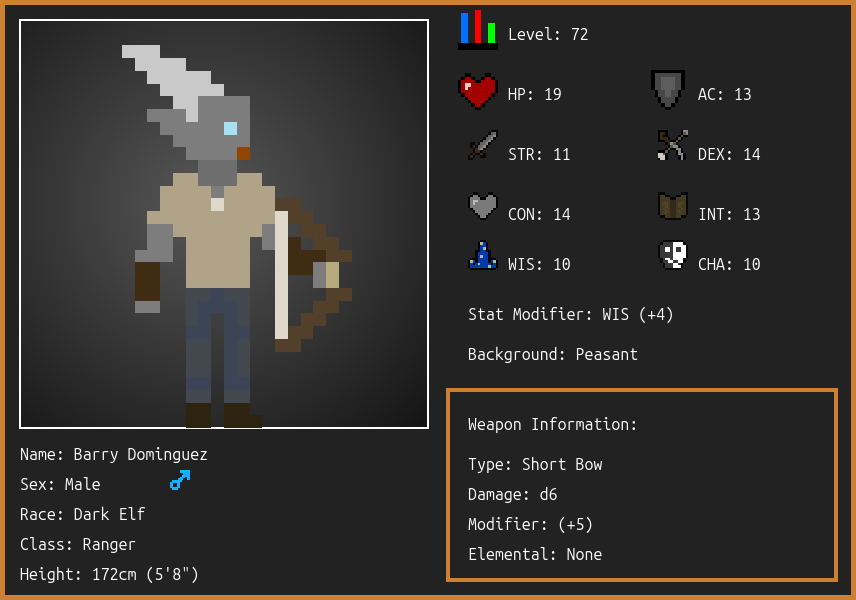 Level: 72
HP: 19
AC: 13
STR: 11
DEX: 14
CON: 14
INT: 13
WIS: 10
CHA: 10
Stat Modifier: WIS (+4)
Background: Peasant
Weapon Information:
Type: Short Bow
Damage: d6
Modifier: (+5)
Elemental: None
Name: Barry Dominguez
Sex: Male
Race: Dark Elf
Class: Ranger
Height: 172cm (5'8")